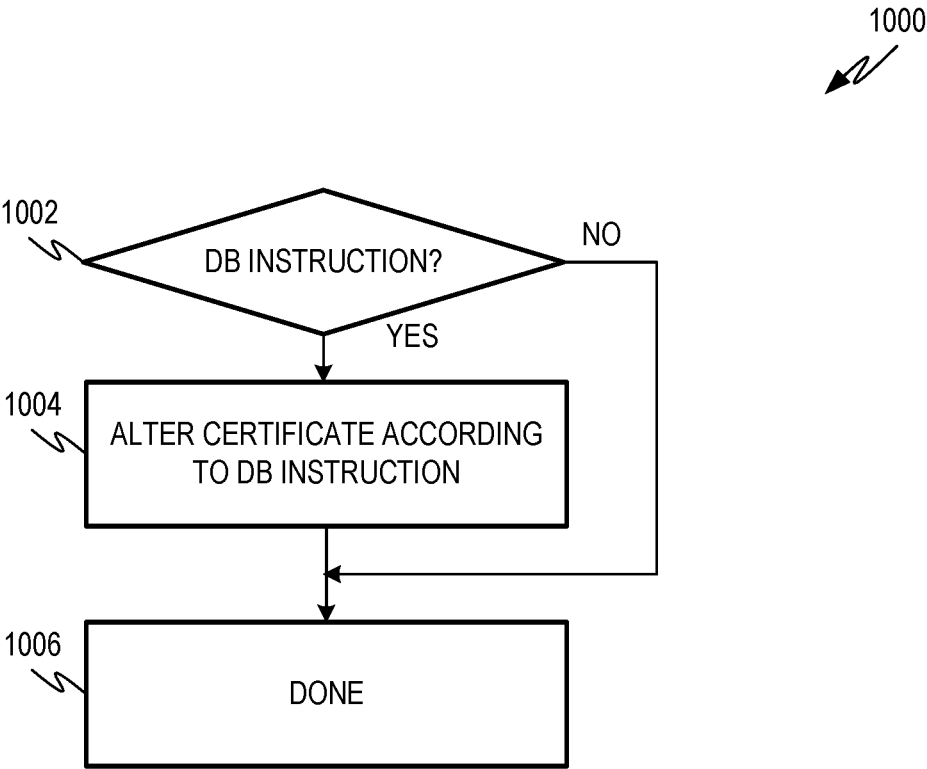 1000
1002
NO
DB INSTRUCTION?
YES
1004
ALTER CERTIFICATE ACCORDING
TO DB INSTRUCTION
1006
DONE